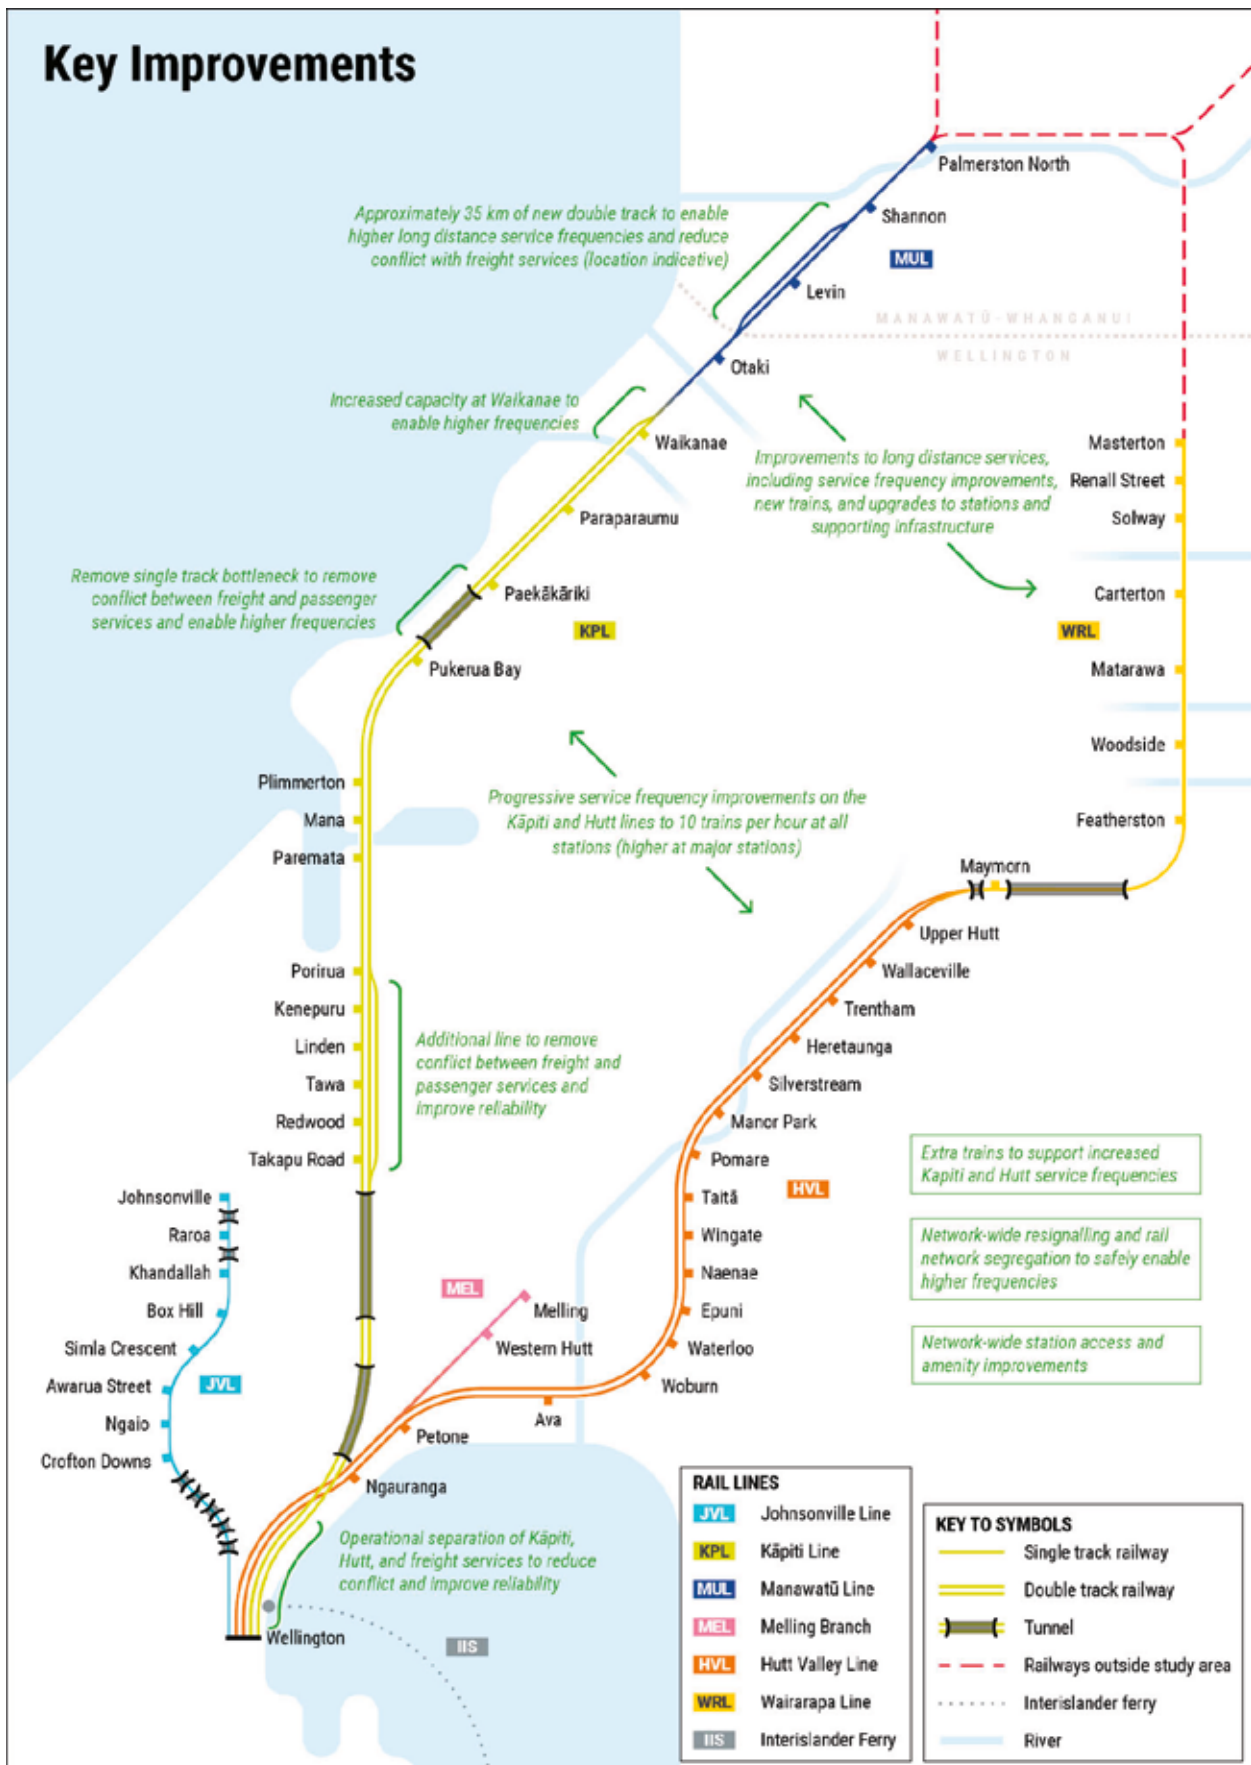 Key Improvements
Palmerston North
Shannon
MUL
Levin
Otaki
Approximately 35 km of new double track to enable
higher long distance service frequencies and reduce
conflict with freight services (location indicative)
MANAWATŪ-WHANGANUI
WELLINGTON
Increased capacity at Waikanae to
enable higher frequencies
Waikanae
Paraparaumu
Paekākāriki
KPL
Pukerua Bay
Improvements to long distance services,
including service frequency improvements,
new trains, and upgrades to stations and
supporting infrastructure
Masterton
Renall Street
Solway
Carterton
WRL
Matarawa
Woodside
Featherston
Maymorn
Remove single track bottleneck to remove
conflict between freight and passenger
services and enable higher frequencies
Progressive service frequency improvements on the
Kāpiti and Hutt lines to 10 trains per hour at all
stations (higher at major stations)
Plimmerton
Mana
Paremata
Porirua
Kenepuru
Linden
Tawa
Redwood
Takapu Road
Additional line to remove
conflict between freight and
passenger services and
improve reliability
Upper Hutt
Wallaceville
Trentham
Heretaunga
Silverstream
Manor Park
Pomare
Taitā
HVL
Wingate
Naenae
Epuni
Waterloo
Woburn
Ava
Petone
Ngauranga
Johnsonville
Raroa
Khandallah
Box Hill
Simla Crescent
Awarua Street
JVL
Ngaio
Crofton Downs
MEL
Melling
Western Hutt
Extra trains to support increased
Kapiti and Hutt service frequencies
Network-wide resignalling and rail
network segregation to safely enable
higher frequencies
Network-wide station access and
amenity improvements
Operational separation of Kāpiti,
Hutt, and freight services to reduce
conflict and improve reliability
Wellington
IIS
RAIL LINES
JVL Johnsonville Line
KPL Kāpiti Line
MUL Manawatū Line
MEL Melling Branch
HVL Hutt Valley Line
WRL Wairarapa Line
IIS Interislander Ferry
KEY TO SYMBOLS
Single track railway
Double track railway
Tunnel
Railways outside study area
Interislander ferry
River